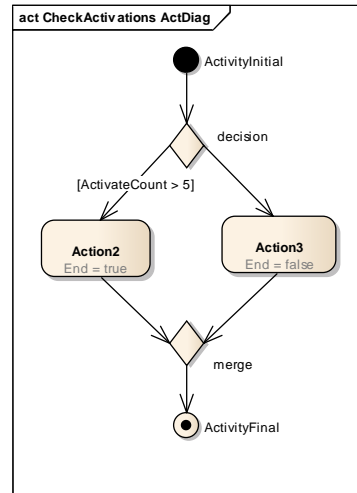 act CheckActivations ActDiag
ActivityInitial
decision
[ActivateCount > 5]
Action2
End = true
Action3
End = false
merge
ActivityFinal